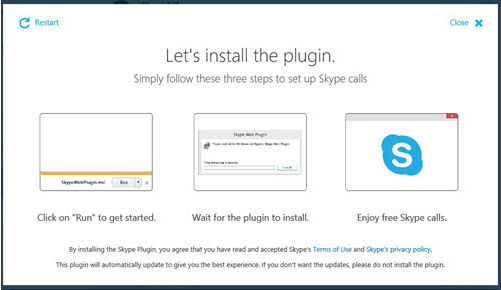 Restart
Close
Let's install the plugin.
Simply follow these three steps to set up Skype calls
Skype Web Plugin
SkypeWebPlugin.msi
Run
Cancel
S
Click on "Run" to get started.
Wait for the plugin to install.
Enjoy free Skype calls.
By installing the Skype Plugin, you agree that you have read and accepted Skype's Terms of Use and Skype's privacy policy.
This plugin will automatically update to give you the best experience. If you don't want the updates, please do not install the plugin.